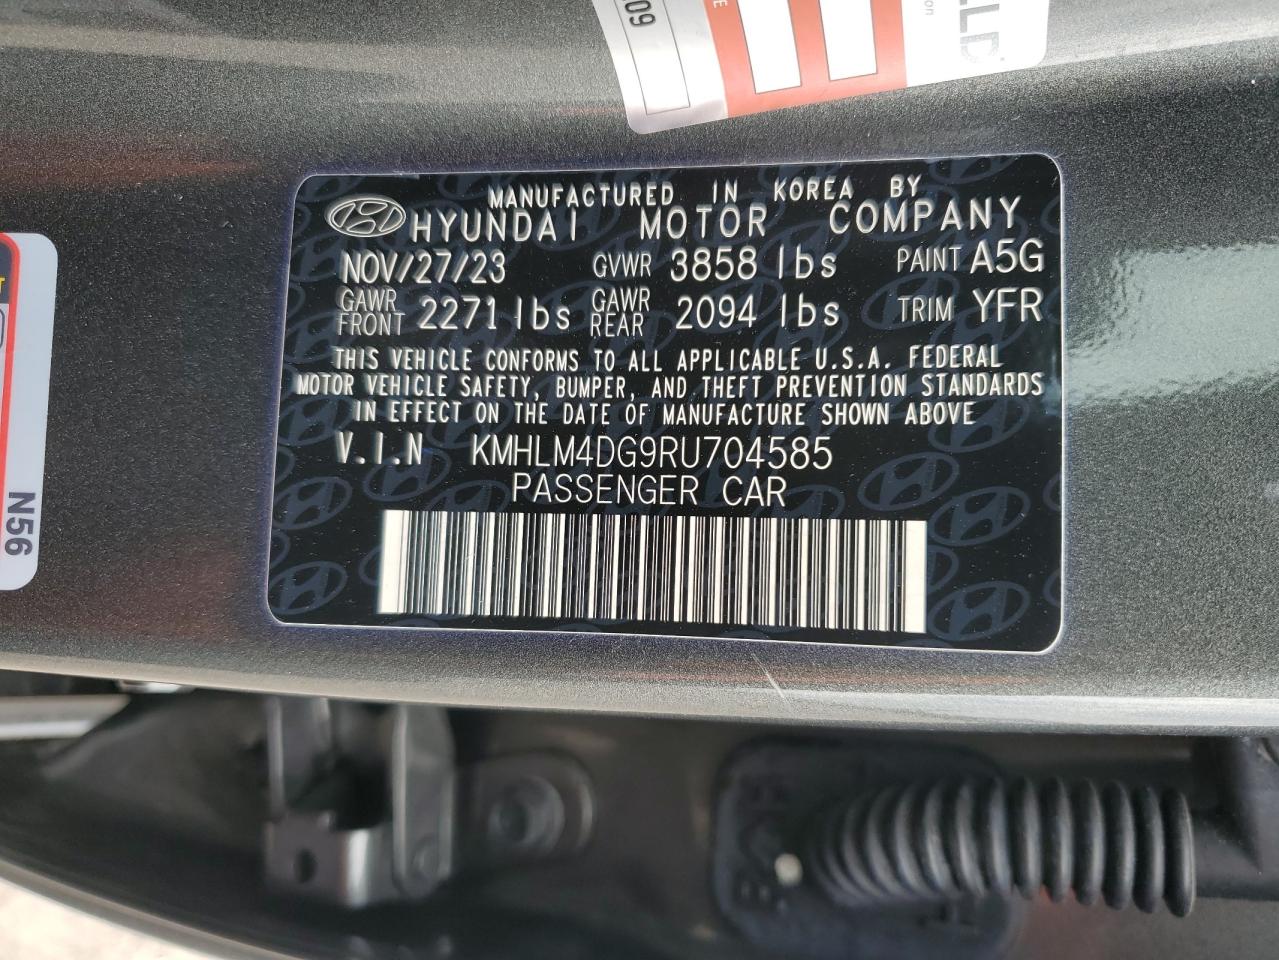 MANUFACTURED IN KOREA BY
HYUNDAI MOTOR COMPANY
NOV/27/23 GVWR 3858 lbs PAINT A5G
GAWR FRONT 2271 lbs GAWR REAR 2094 lbs TRIM YFR
THIS VEHICLE CONFORMS TO ALL APPLICABLE U.S.A. FEDERAL
MOTOR VEHICLE SAFETY, BUMPER, AND THEFT PREVENTION STANDARDS
IN EFFECT ON THE DATE OF MANUFACTURE SHOWN ABOVE
V.I.N KMHLM4DG9RU704585
PASSENGER CAR
N56